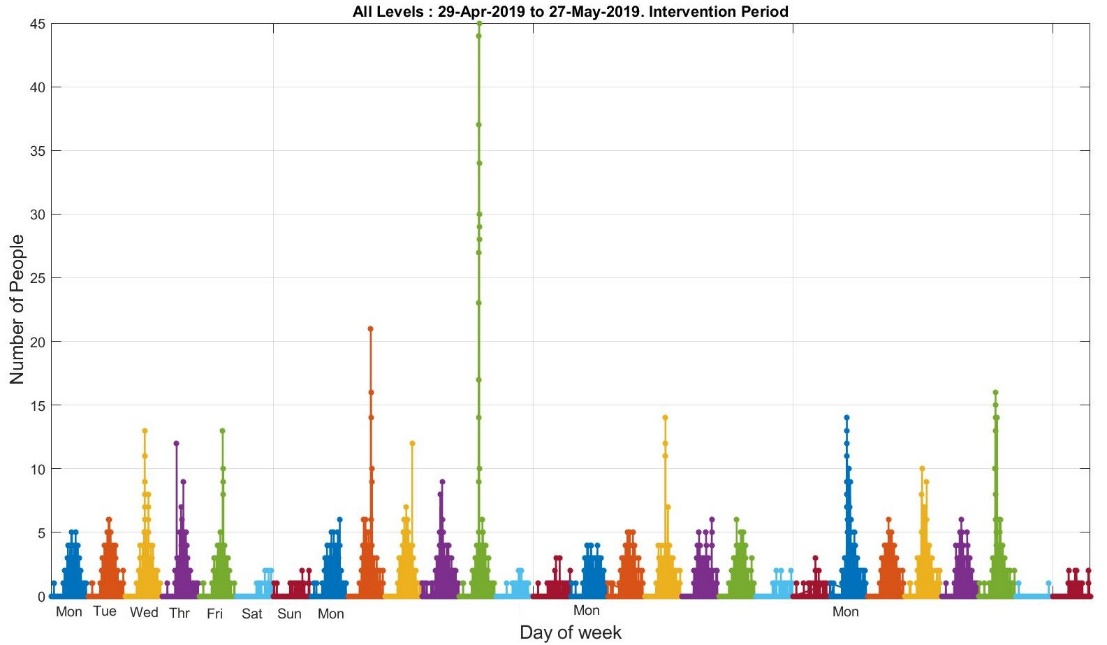 All Levels : 29-Apr-2019 to 27-May-2019. Intervention Period
45
40
35
30
25
20
15
10
5
0
Number of People
Mon Tue Wed Thr Fri Sat Sun Mon Mon Mon
Day of week